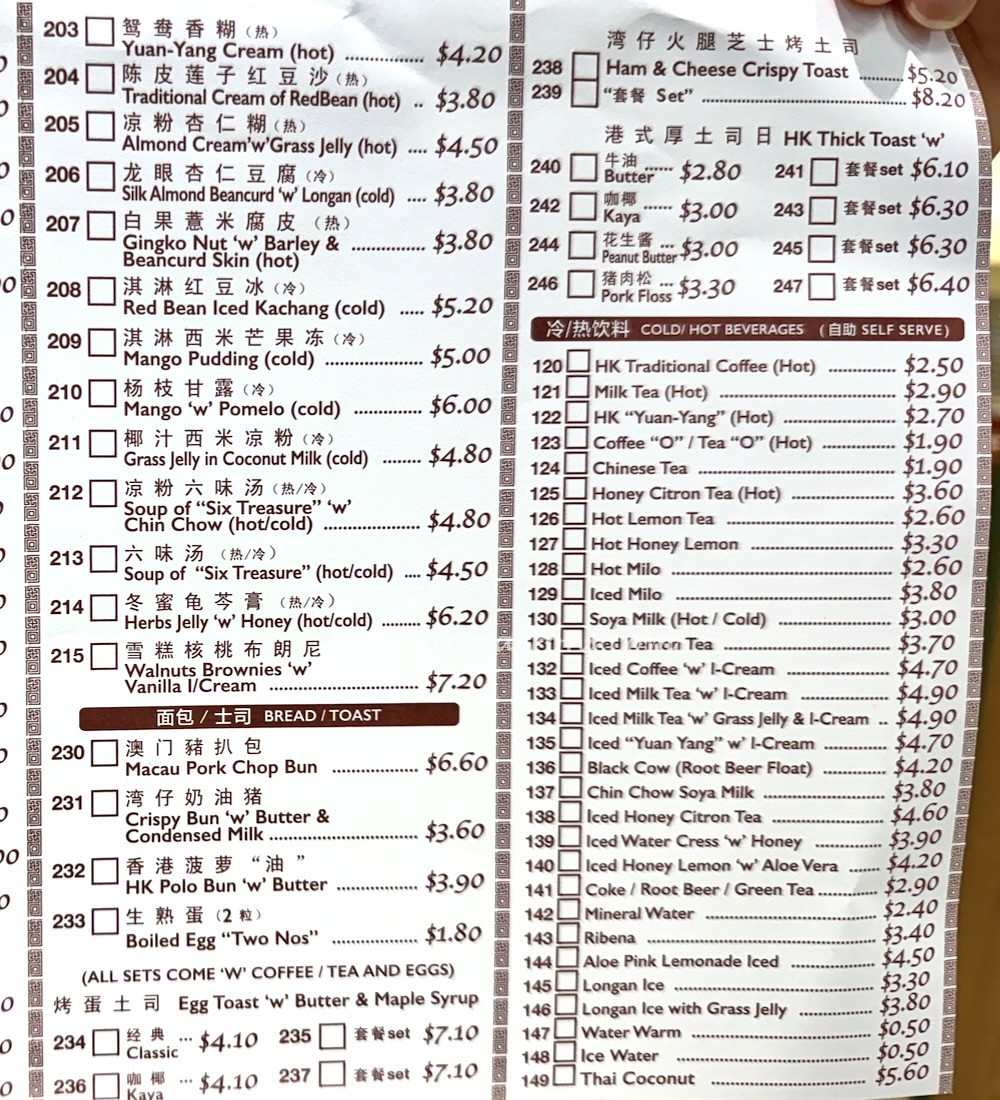 203 鸳鸯香糊（热）
Yuan-Yang Cream (hot) .............. $4.20
204 陈皮莲子红豆沙（热）
Traditional Cream of RedBean (hot) .. $3.80
205 凉粉杏仁糊（热）
Almond Cream'w'Grass Jelly (hot) .... $4.50
206 龙眼杏仁豆腐（冷）
Silk Almond Beancurd 'w' Longan (cold) .... $3.80
207 白果薏米腐皮（热）
Gingko Nut 'w' Barley & .............. $3.80
Beancurd Skin (hot)
208 淇淋红豆冰（冷）
Red Bean Iced Kachang (cold) ..... $5.20
209 淇淋西米芒果冻（冷）
Mango Pudding (cold) ................. $5.00
210 杨枝甘露（冷）
Mango 'w' Pomelo (cold) ............. $6.00
211 椰汁西米凉粉（冷）
Grass Jelly in Coconut Milk (cold) ........ $4.80
212 凉粉六味汤（热/冷）
Soup of "Six Treasure" 'w'
Chin Chow (hot/cold) .................. $4.80
213 六味汤（热/冷）
Soup of "Six Treasure" (hot/cold) .... $4.50
214 冬蜜龟芩膏（热/冷）
Herbs Jelly 'w' Honey (hot/cold) ........ $6.20
215 雪糕核桃布朗尼
Walnuts Brownies 'w'
Vanilla I/Cream ............................ $7.20
面包 / 士司 BREAD / TOAST
230 澳门豬扒包
Macau Pork Chop Bun ................ $6.60
231 湾仔奶油猪
Crispy Bun 'w' Butter &
Condensed Milk ............................ $3.60
232 香港菠萝“油”
HK Polo Bun 'w' Butter ............... $3.90
233 生熟蛋（2 粒）
Boiled Egg "Two Nos" ................ $1.80
(ALL SETS COME 'W' COFFEE / TEA AND EGGS)
烤蛋土司 Egg Toast 'w' Butter & Maple Syrup
234 经典 ... $4.10 235 套餐set $7.10
Classic
236 咖椰 ... $4.10 237 套餐set $7.10
Kaya
湾仔火腿芝士烤土司
238 Ham & Cheese Crispy Toast .......... $5.20
239 “套餐 Set” ............................................. $8.20
港式厚土司日 HK Thick Toast 'w'
240 牛油 ...... $2.80 241 套餐set $6.10
Butter
242 咖椰 ...... $3.00 243 套餐set $6.30
Kaya
244 花生酱 ... $3.00 245 套餐set $6.30
Peanut Butter
246 猪肉松 ... $3.30 247 套餐set $6.40
Pork Floss
冷/热饮料 COLD/ HOT BEVERAGES （自助 SELF SERVE）
120 HK Traditional Coffee (Hot) .............. $2.50
121 Milk Tea (Hot) ................................... $2.90
122 HK "Yuan-Yang" (Hot) ..................... $2.70
123 Coffee "O" / Tea "O" (Hot) ............... $1.90
124 Chinese Tea ........................................ $1.90
125 Honey Citron Tea (Hot) .................... $3.60
126 Hot Lemon Tea .................................. $2.60
127 Hot Honey Lemon ............................. $3.30
128 Hot Milo ............................................. $2.60
129 Iced Milo ............................................ $3.80
130 Soya Milk (Hot / Cold) ...................... $3.00
131 Iced Lemon Tea .................................. $3.70
132 Iced Coffee 'w' I-Cream .................... $4.70
133 Iced Milk Tea 'w' I-Cream ................. $4.90
134 Iced Milk Tea 'w' Grass Jelly & I-Cream .. $4.90
135 Iced "Yuan Yang" w' I-Cream ............ $4.70
136 Black Cow (Root Beer Float) ............ $4.20
137 Chin Chow Soya Milk ........................ $3.80
138 Iced Honey Citron Tea ...................... $4.60
139 Iced Water Cress 'w' Honey .............. $3.90
140 Iced Honey Lemon 'w' Aloe Vera ...... $4.20
141 Coke / Root Beer / Green Tea ............ $2.90
142 Mineral Water .................................... $2.40
143 Ribena ................................................ $3.40
144 Aloe Pink Lemonade Iced .................. $4.50
145 Longan Ice .......................................... $3.30
146 Longan Ice with Grass Jelly ............... $3.80
147 Water Warm ....................................... $0.50
148 Ice Water ............................................ $0.50
149 Thai Coconut ...................................... $5.60